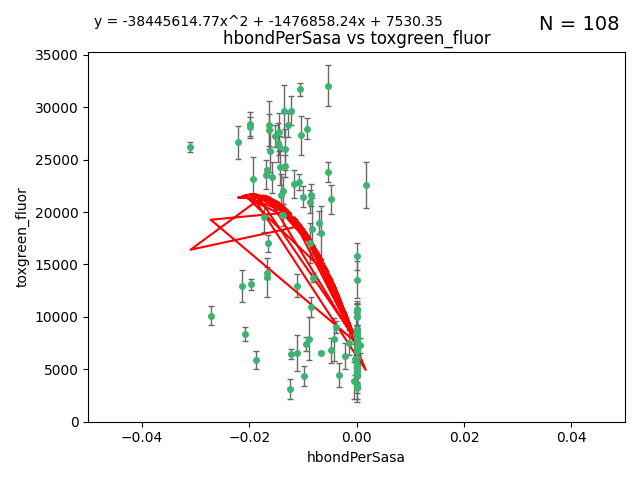 y = -38445614.77x^2 + -1476858.24x + 7530.35
N = 108
hbondPerSasa vs toxgreen_fluor
toxgreen_fluor
35000
30000
25000
20000
15000
10000
5000
0
−0.04
−0.02
0.00
0.02
0.04
hbondPerSasa